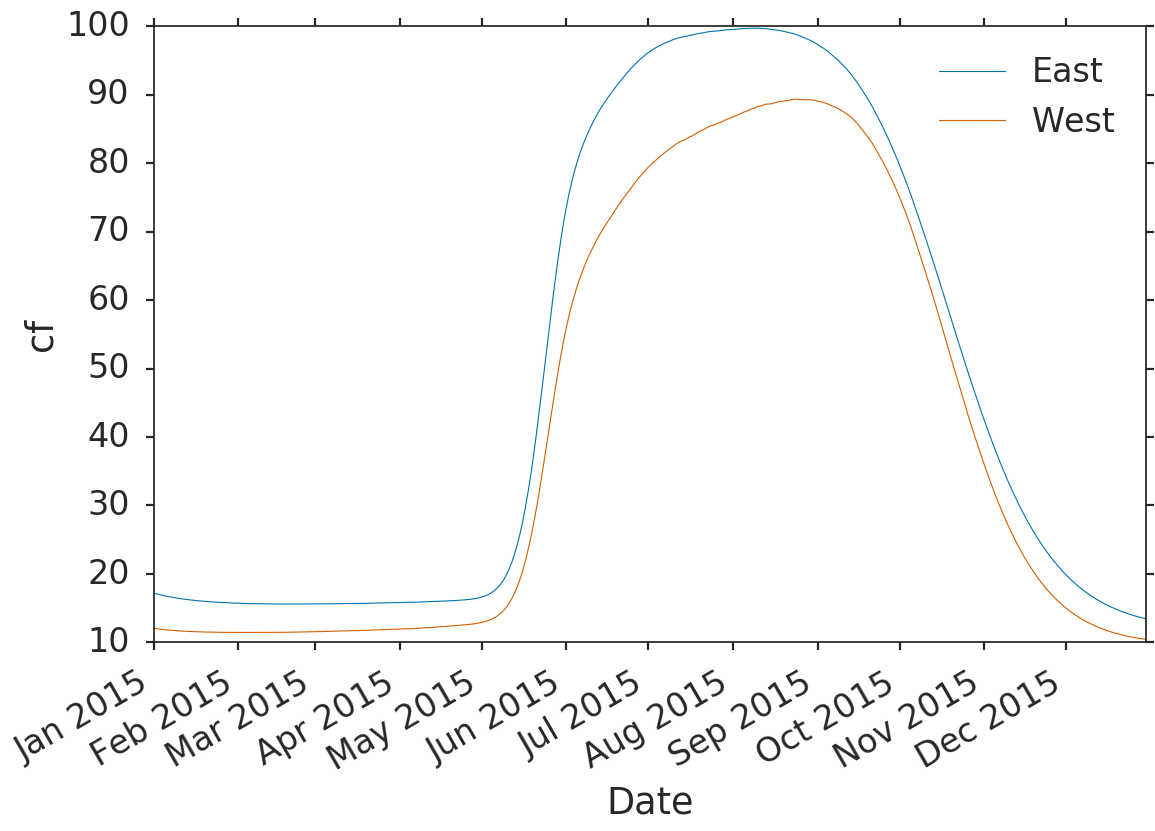 100
90
80
70
60
50
40
30
20
10
cf
East
West
Jan 2015
Feb 2015
Mar 2015
Apr 2015
May 2015
Jun 2015
Jul 2015
Aug 2015
Sep 2015
Oct 2015
Nov 2015
Dec 2015
Date